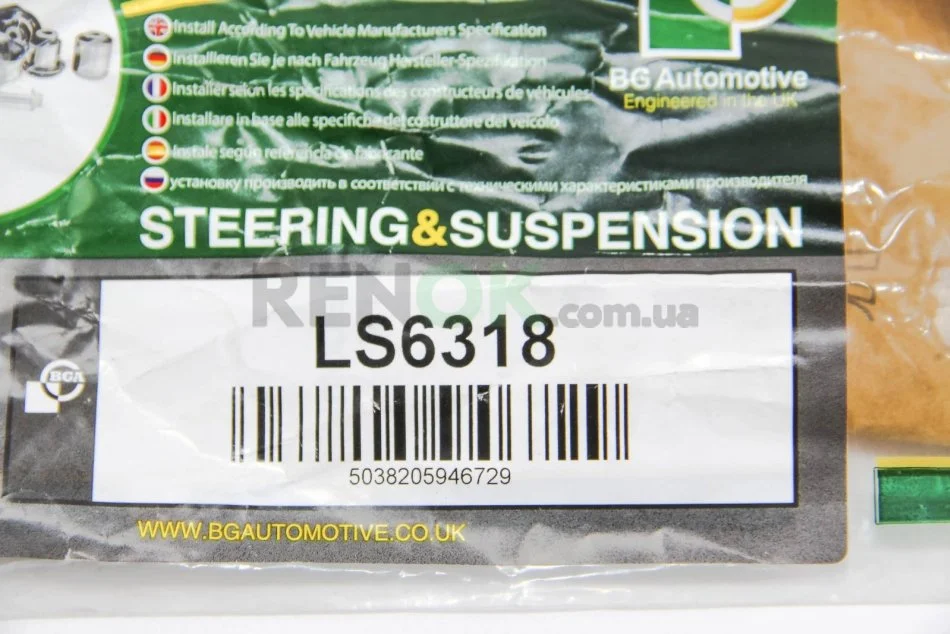 Install According To Vehicle Manufacturers Specification
Installieren Sie je nach Fahrzeug Hersteller-Spezification
Installer selon les spécifications des constructeurs de véhicules
Installare in base alle specifiche del costruttore del veicolo
Instale según referencia de fabricante
установку производить в соответствий с техническими характеристиками производителя
BG Automotive
Engineered in the UK
STEERING&SUSPENSION
RENOK.com.ua
LS6318
BGA
5038205946729
WWW.BGAUTOMOTIVE.CO.UK